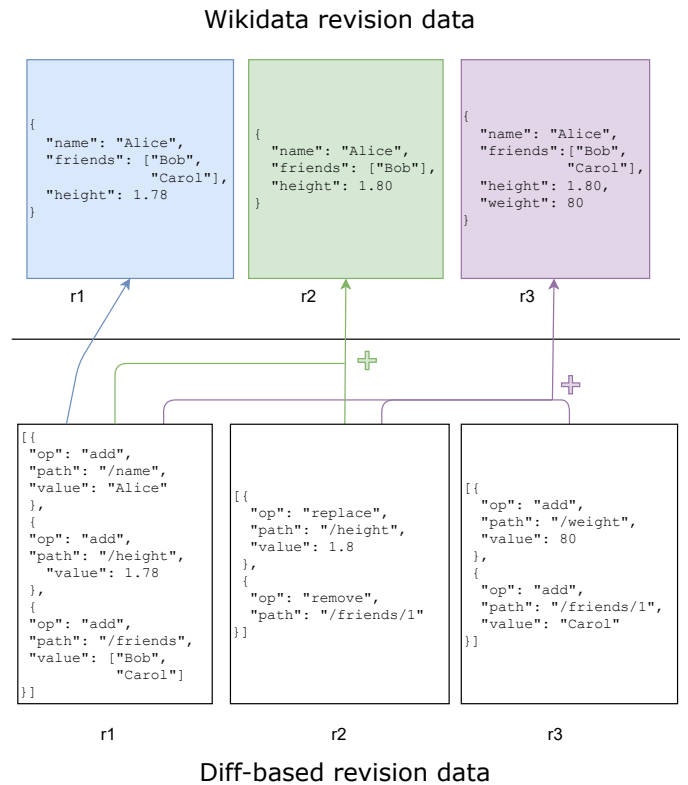 Wikidata revision data
{
  "name": "Alice",
  "friends": ["Bob",
            "Carol"],
  "height": 1.78
}
{
  "name": "Alice",
  "friends": ["Bob"],
  "height": 1.80
}
{
  "name": "Alice",
  "friends":["Bob",
            "Carol"],
  "height": 1.80,
  "weight": 80
}
r1
r2
r3
[{
 "op": "add",
 "path": "/name",
 "value": "Alice"
 },
 {
 "op": "add",
 "path": "/height",
   "value": 1.78
 },
 {
 "op": "add",
 "path": "/friends",
 "value": ["Bob",
            "Carol"]
}]
[{
  "op": "replace",
  "path": "/height",
  "value": 1.8
 },
 {
  "op": "remove",
  "path": "/friends/1"
}]
[{
  "op": "add",
  "path": "/weight",
  "value": 80
 },
 {
  "op": "add",
  "path": "/friends/1",
  "value": "Carol"
}]
r1
r2
r3
Diff-based revision data